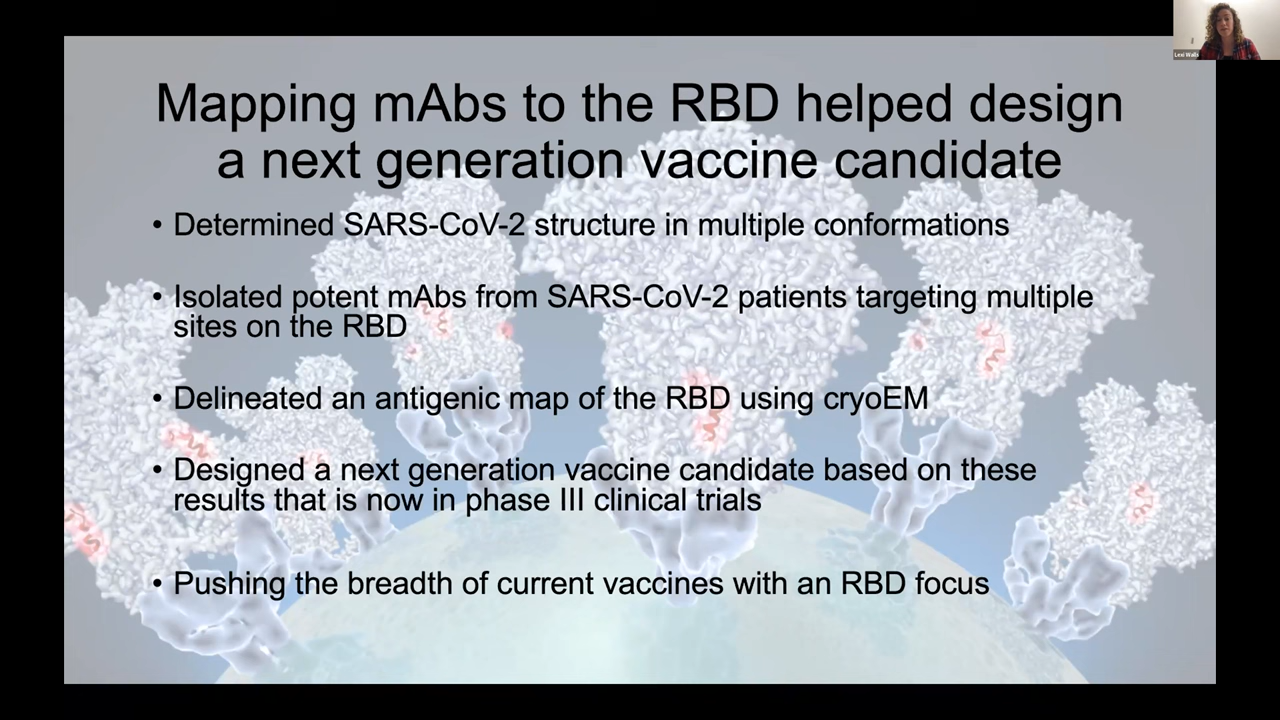 Lexi Walls
Mapping mAbs to the RBD helped design
a next generation vaccine candidate
• Determined SARS-CoV-2 structure in multiple conformations
• Isolated potent mAbs from SARS-CoV-2 patients targeting multiple
sites on the RBD
• Delineated an antigenic map of the RBD using cryoEM
• Designed a next generation vaccine candidate based on these
results that is now in phase III clinical trials
• Pushing the breadth of current vaccines with an RBD focus